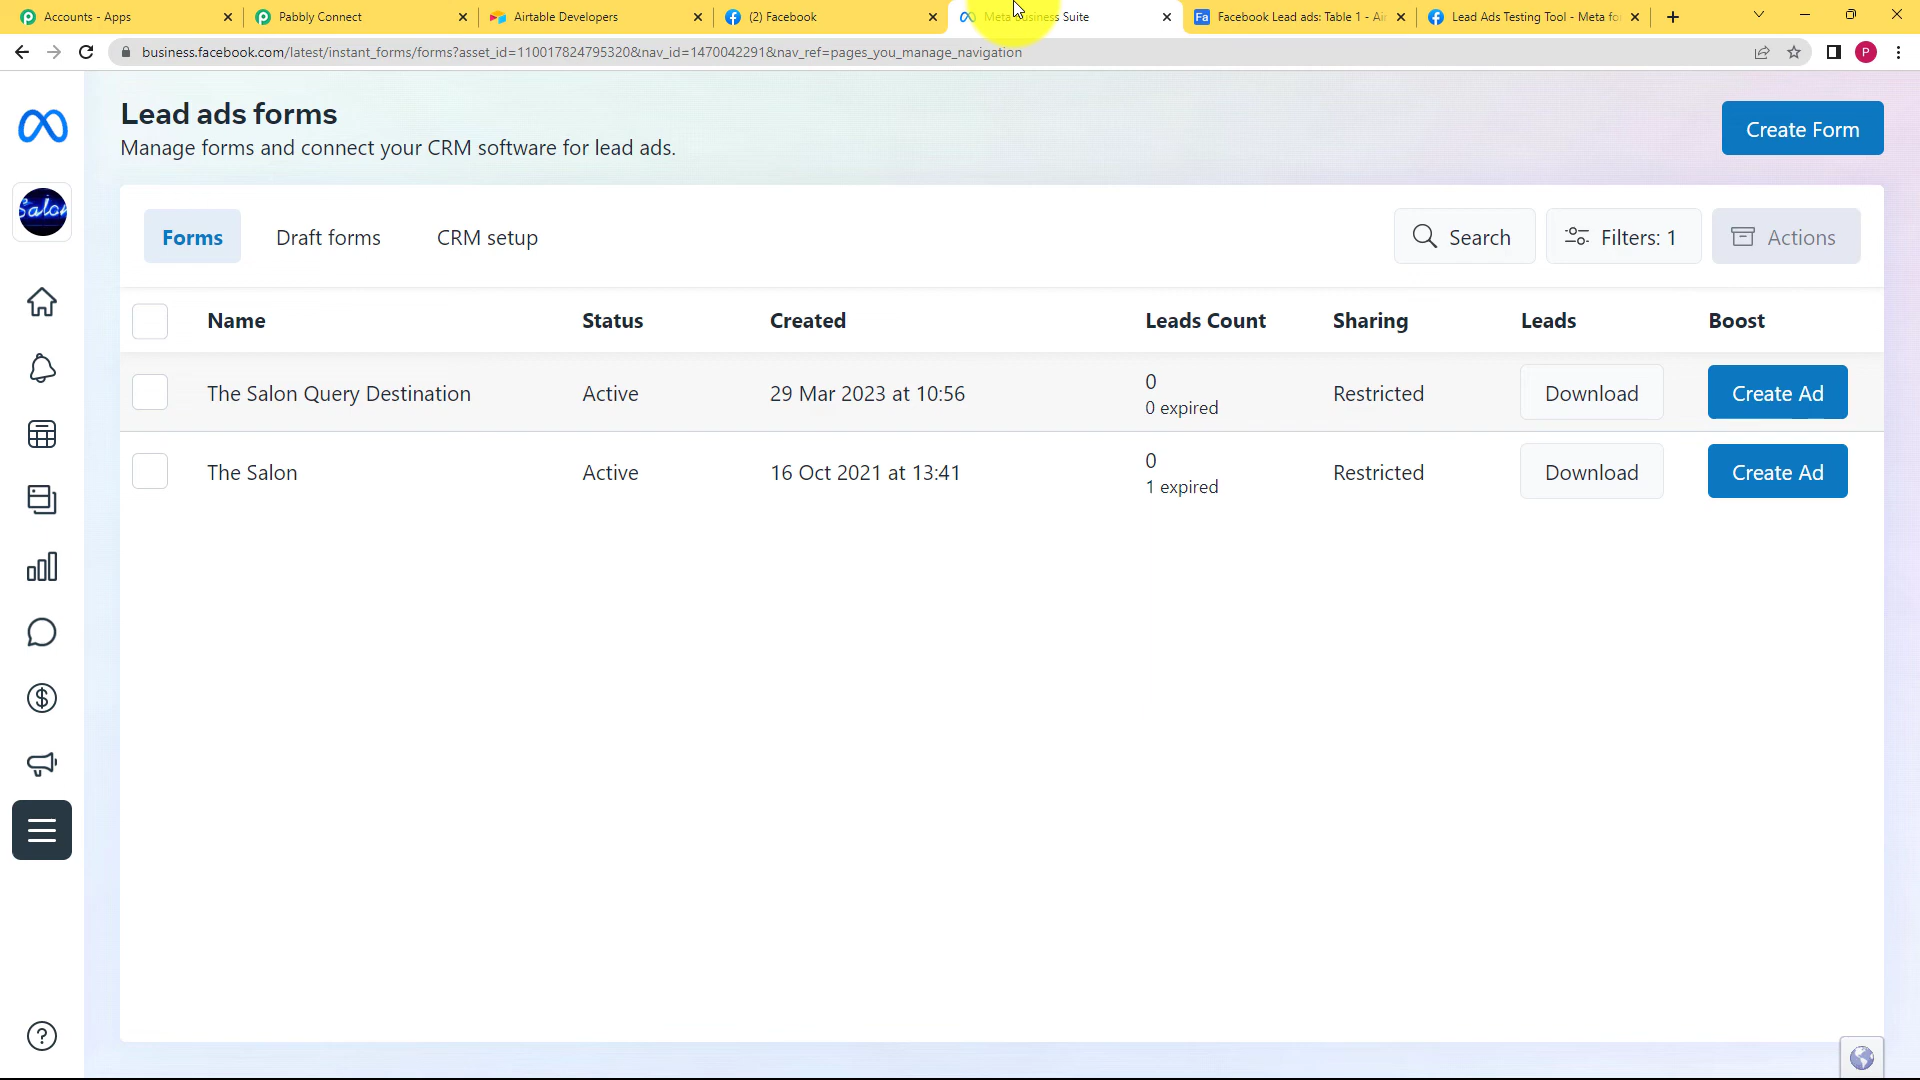 Accounts - Apps
Pabbly Connect
Airtable Developers
(2) Facebook
Meta Business Suite
Facebook Lead ads: Table 1 - Air
Lead Ads Testing Tool - Meta fo
business.facebook.com/latest/instant_forms/forms?asset_id=110017824795320&nav_id=1470042291&nav_ref=pages_you_manage_navigation
P
Lead ads forms
Manage forms and connect your CRM software for lead ads.
Create Form
Salon
Forms
Draft forms
CRM setup
Search
Filters: 1
Actions
Name
Status
Created
Leads Count
Sharing
Leads
Boost
The Salon Query Destination
Active
29 Mar 2023 at 10:56
0
0 expired
Restricted
Download
Create Ad
The Salon
Active
16 Oct 2021 at 13:41
0
1 expired
Restricted
Download
Create Ad